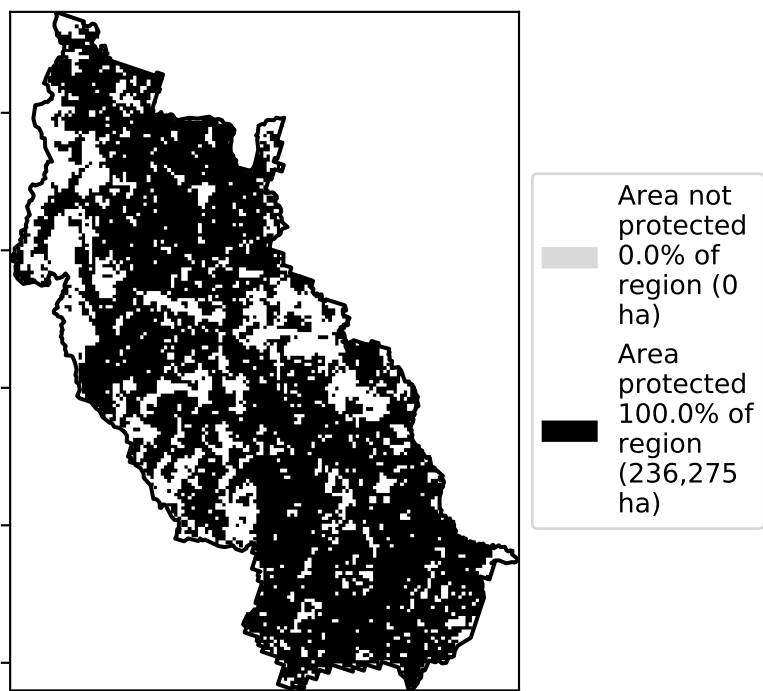 Area not
protected
0.0% of
region (0
ha)
Area
protected
100.0% of
region
(236,275
ha)